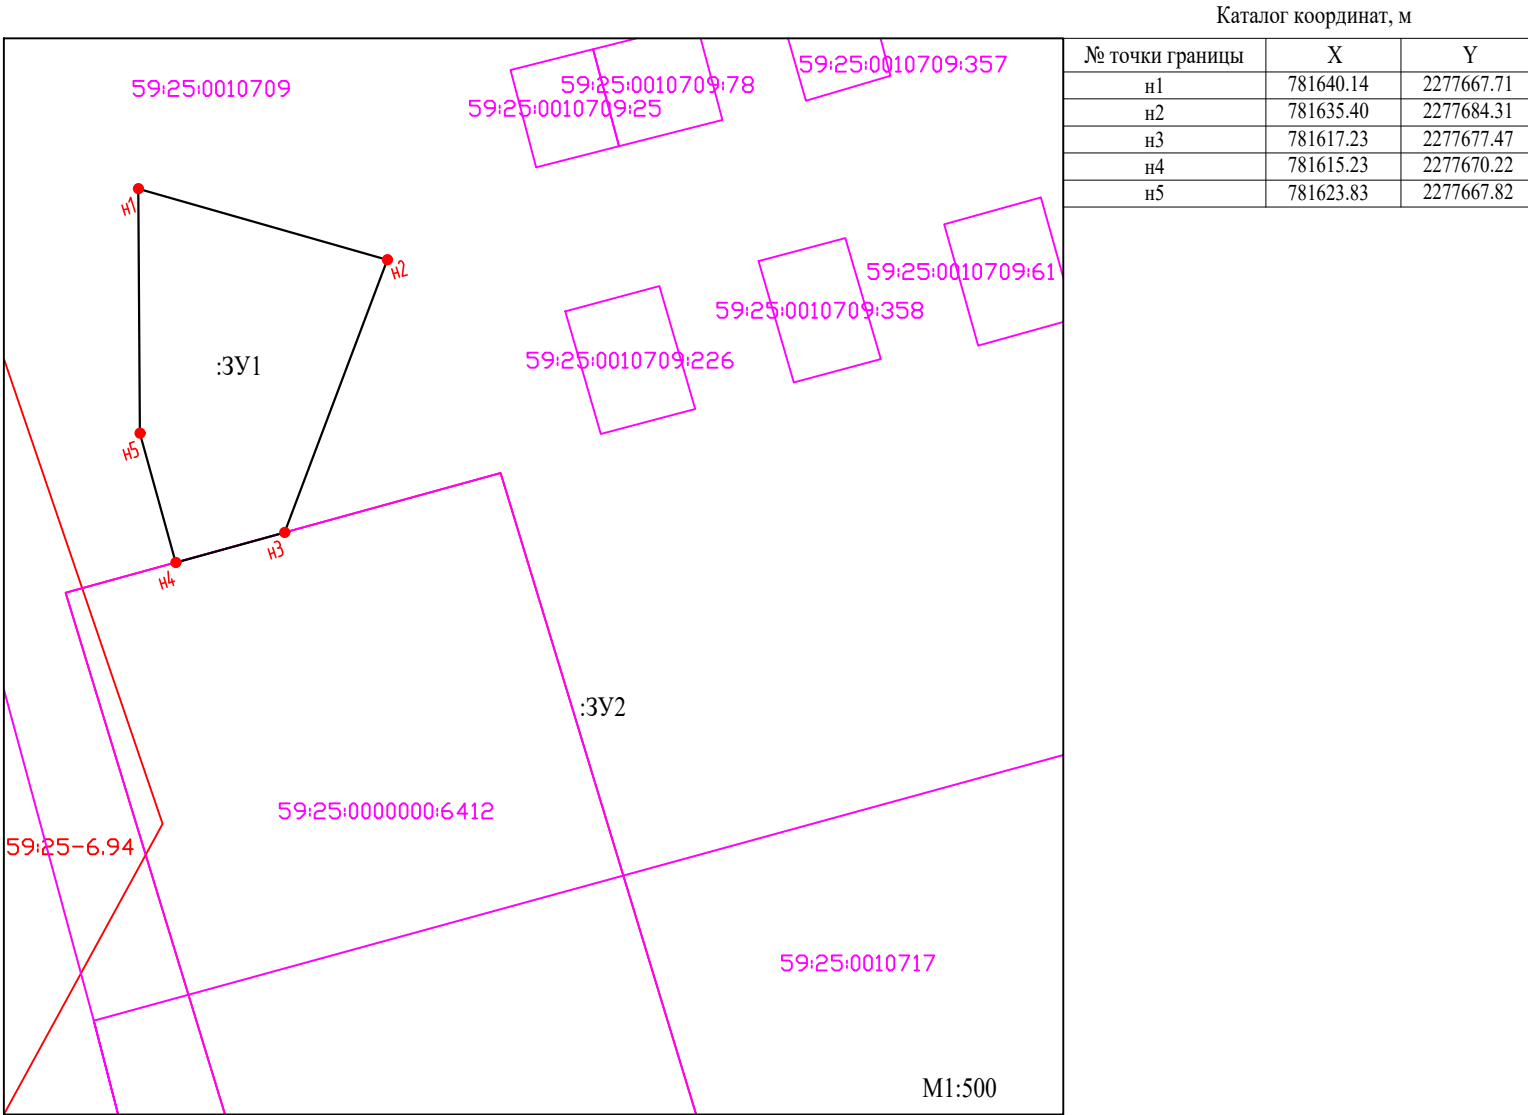 Каталог координат, м
№ точки границы X Y
н1 781640.14 2277667.71
н2 781635.40 2277684.31
н3 781617.23 2277677.47
н4 781615.23 2277670.22
н5 781623.83 2277667.82
59:25:0010709
59:25:0010709:357
59:25:0010709:78
59:25:0010709:25
н1
н2
59:25:0010709:61
59:25:0010709:358
59:25:0010709:226
:ЗУ1
н5
н3
н4
:ЗУ2
59:25:0000000:6412
59:25-6.94
59:25:0010717
М1:500